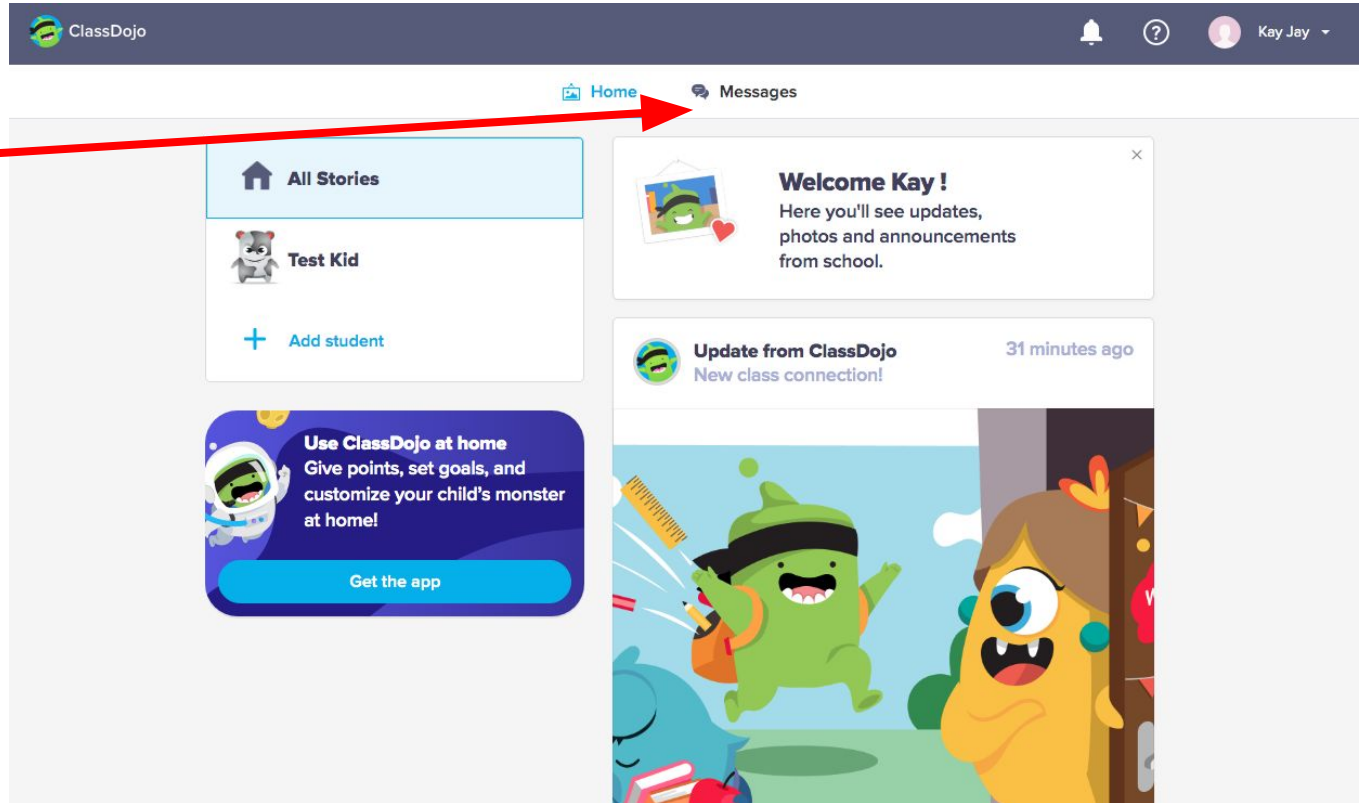 ClassDojo
Kay Jay
Home
Messages
All Stories
Test Kid
Add student
Use ClassDojo at home
Give points, set goals, and
customize your child's monster
at home!
Get the app
Welcome Kay !
Here you'll see updates,
photos and announcements
from school.
Update from ClassDojo
31 minutes ago
New class connection!